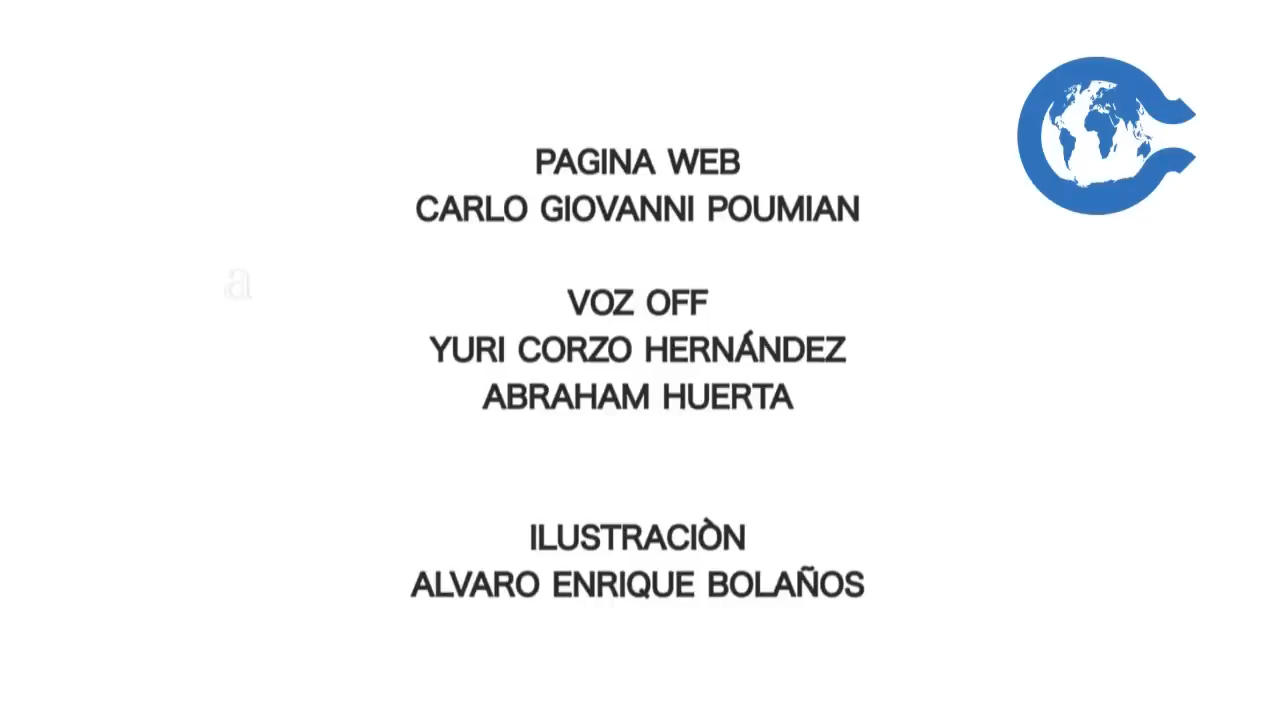 PAGINA WEB
CARLO GIOVANNI POUMIAN
a
VOZ OFF
YURI CORZO HERNÁNDEZ
ABRAHAM HUERTA
ILUSTRACIÒN
ALVARO ENRIQUE BOLAÑOS